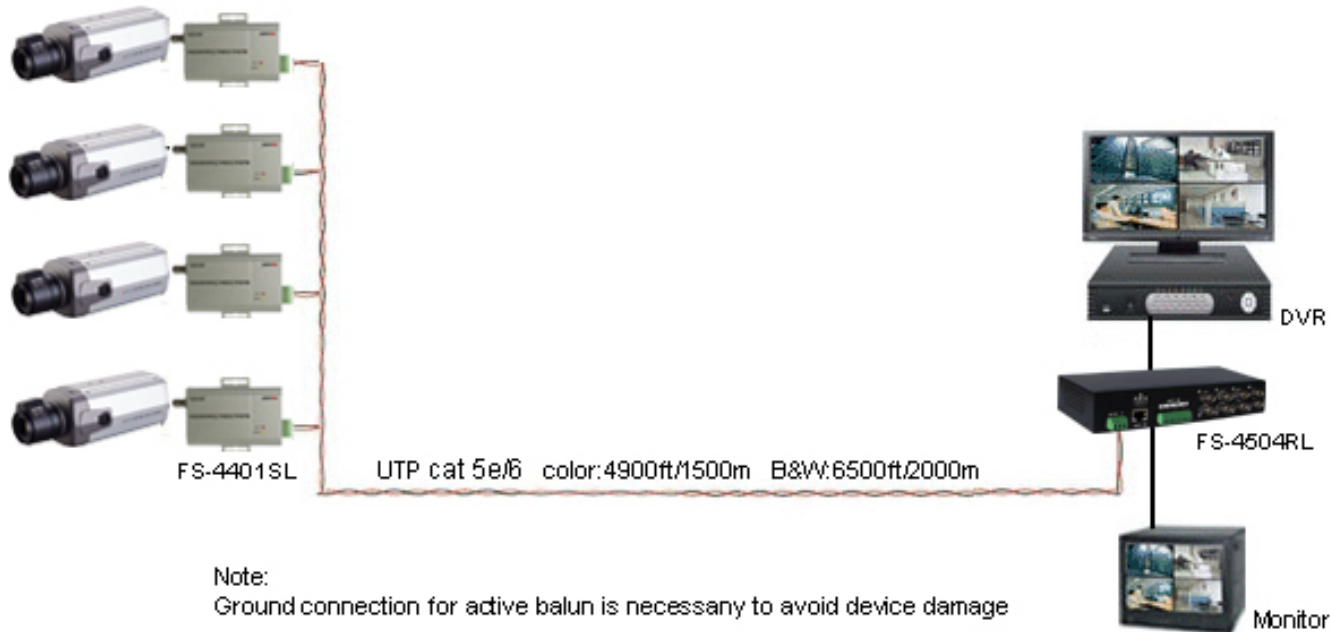 DVR
FS-4504RL
FS-4401SL
UTP cat 5e/6 color:4900ft/1500m B&W:6500ft/2000m
Note:
Ground connection for active balun is necessany to avoid device damage
Monitor